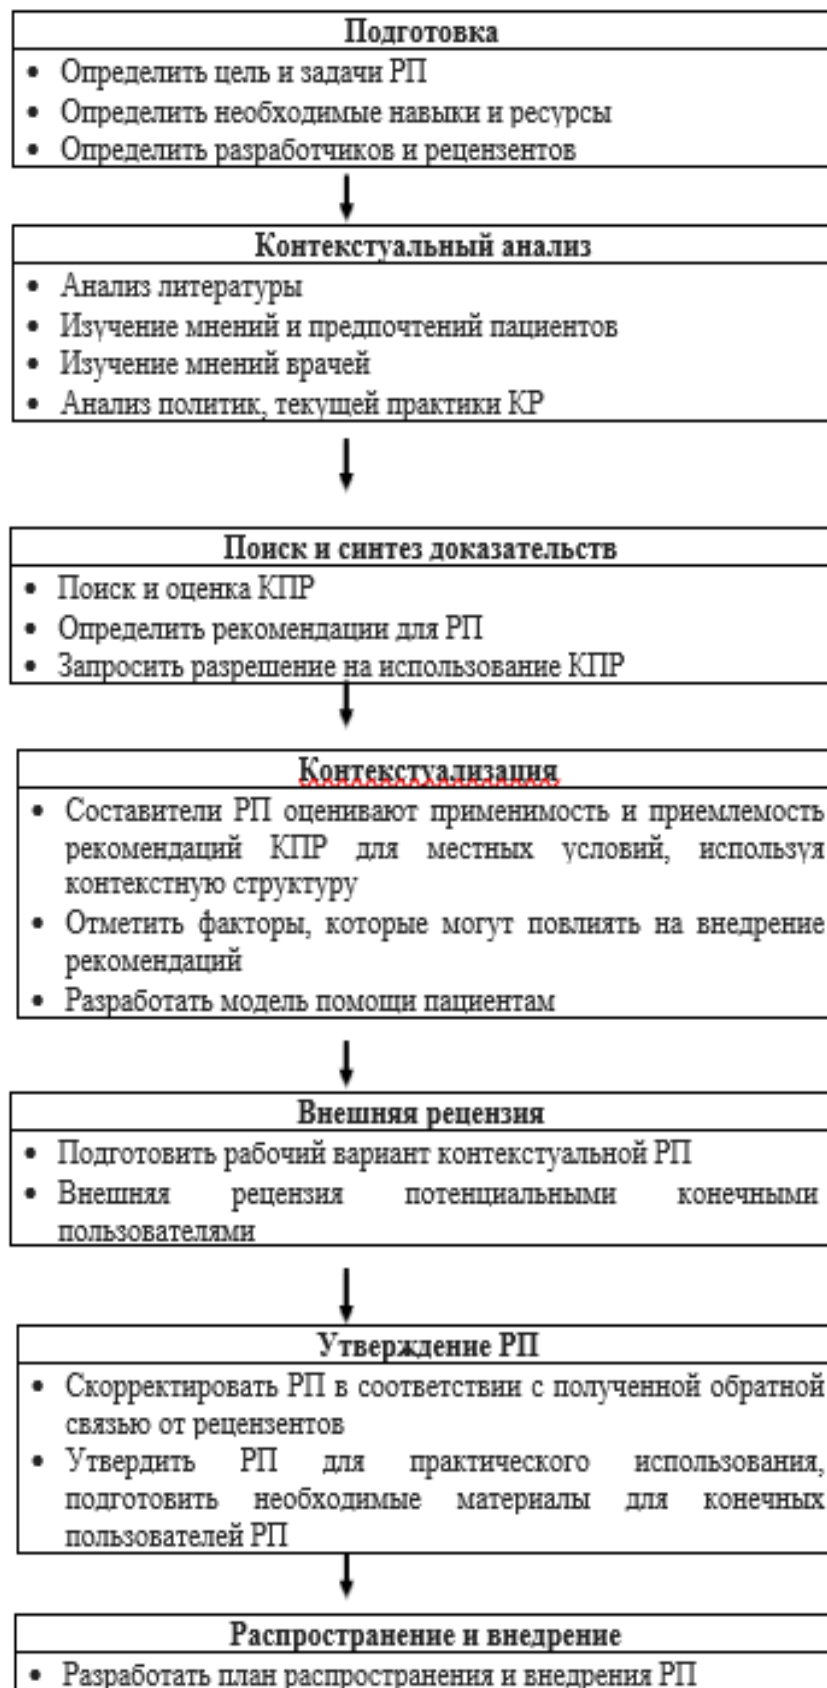 Подготовка
• Определить цель и задачи РП
• Определить необходимые навыки и ресурсы
• Определить разработчиков и рецензентов
Контекстуальный анализ
• Анализ литературы
• Изучение мнений и предпочтений пациентов
• Изучение мнений врачей
• Анализ политик, текущей практики КР
Поиск и синтез доказательств
• Поиск и оценка КПР
• Определить рекомендации для РП
• Запросить разрешение на использование КПР
Контекстуализация
• Составители РП оценивают применимость и приемлемость
рекомендаций КПР для местных условий, используя
контекстную структуру
• Отметить факторы, которые могут повлиять на внедрение
рекомендаций
• Разработать модель помощи пациентам
Внешняя рецензия
• Подготовить рабочий вариант контекстуальной РП
• Внешняя рецензия потенциальными конечными
пользователями
Утверждение РП
• Скорректировать РП в соответствии с полученной обратной
связью от рецензентов
• Утвердить РП для практического использования,
подготовить необходимые материалы для конечных
пользователей РП
Распространение и внедрение
• Разработать план распространения и внедрения РП